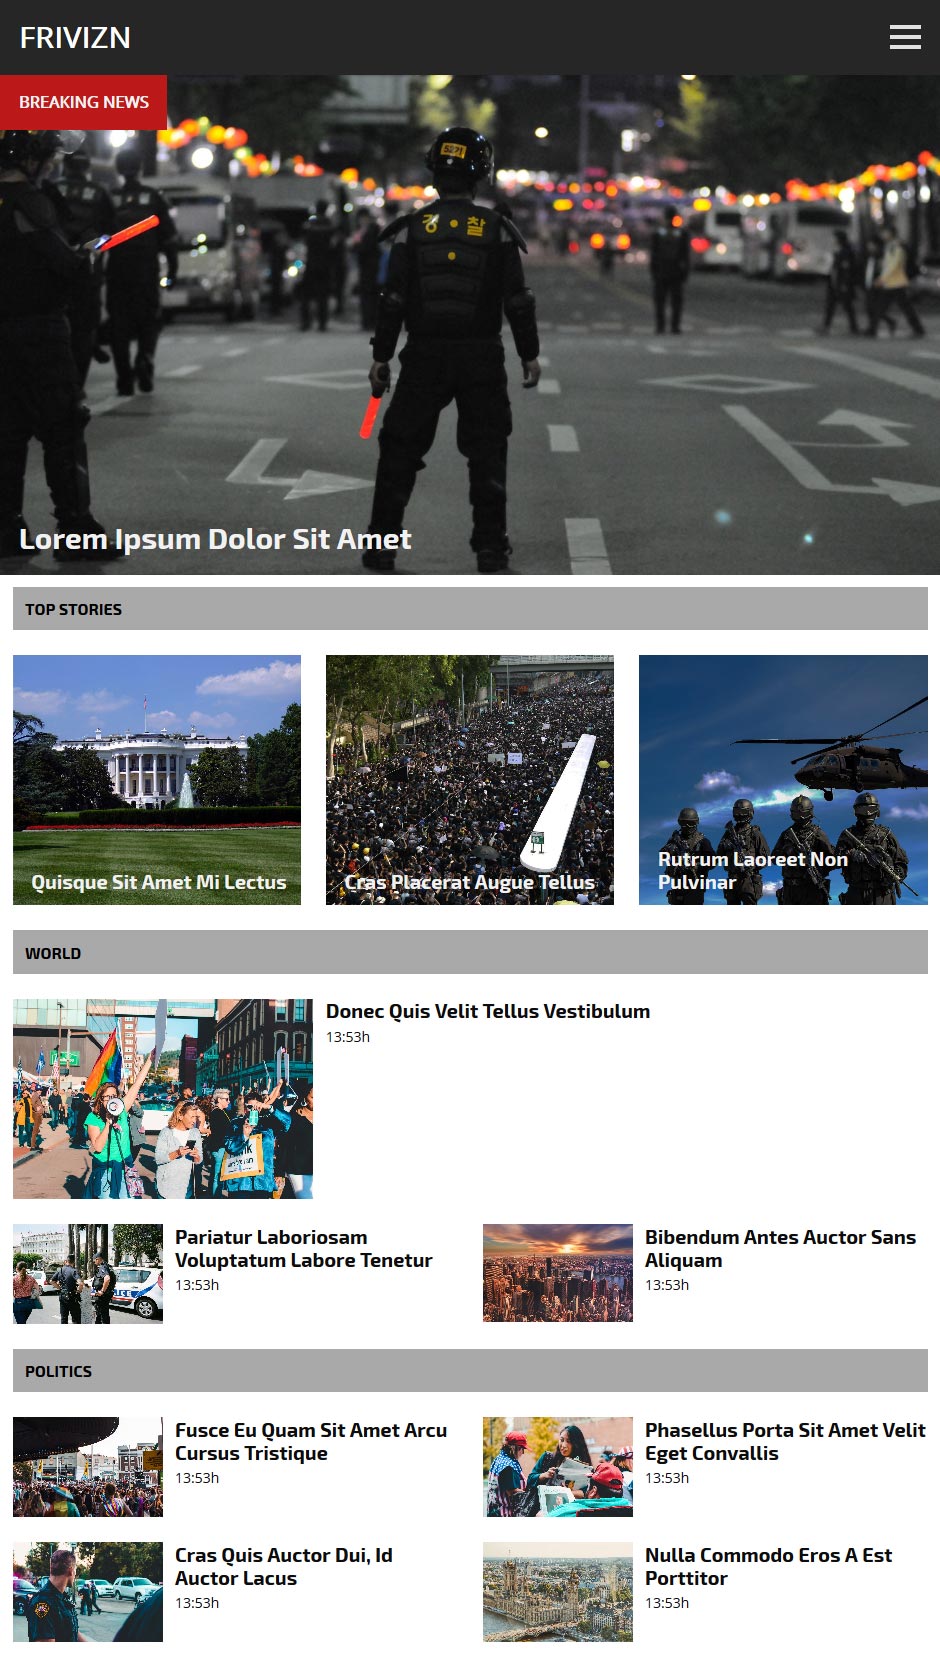 FRIVIZN
BREAKING NEWS
527|
경 찰
Lorem Ipsum Dolor Sit Amet
TOP STORIES
Quisque Sit Amet Mi Lectus
Cras Placerat Augue Tellus
Rutrum Laoreet Non
Pulvinar
WORLD
Donec Quis Velit Tellus Vestibulum
13:53h
Pariatur Laboriosam
Voluptatum Labore Tenetur
13:53h
Bibendum Antes Auctor Sans
Aliquam
13:53h
POLITICS
Fusce Eu Quam Sit Amet Arcu
Cursus Tristique
13:53h
Phasellus Porta Sit Amet Velit
Eget Convallis
13:53h
Cras Quis Auctor Dui, Id
Auctor Lacus
13:53h
Nulla Commodo Eros A Est
Porttitor
13:53h